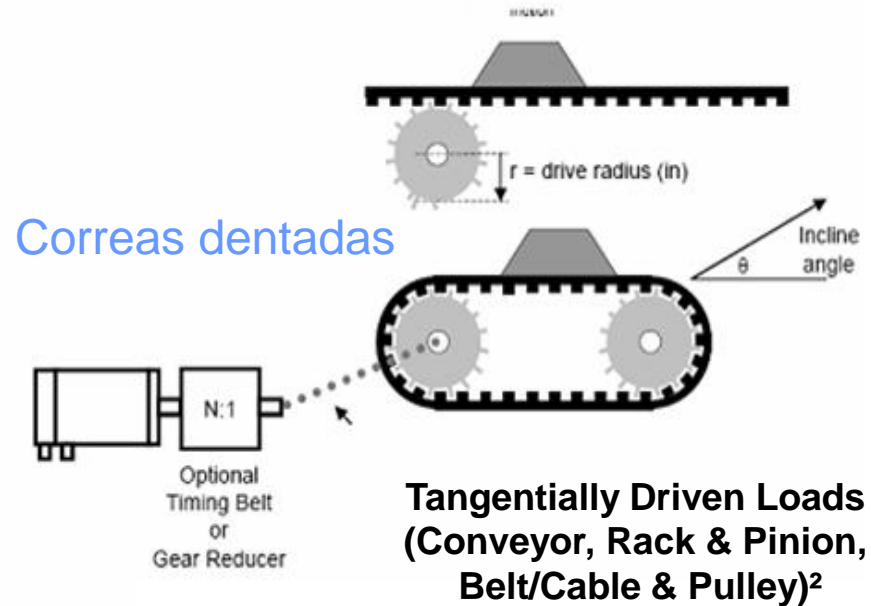 r = drive radius (in)
Correas dentadas
Incline
θ angle
N:1
Optional
Timing Belt
or
Gear Reducer
Tangentially Driven Loads
(Conveyor, Rack & Pinion,
Belt/Cable & Pulley)²